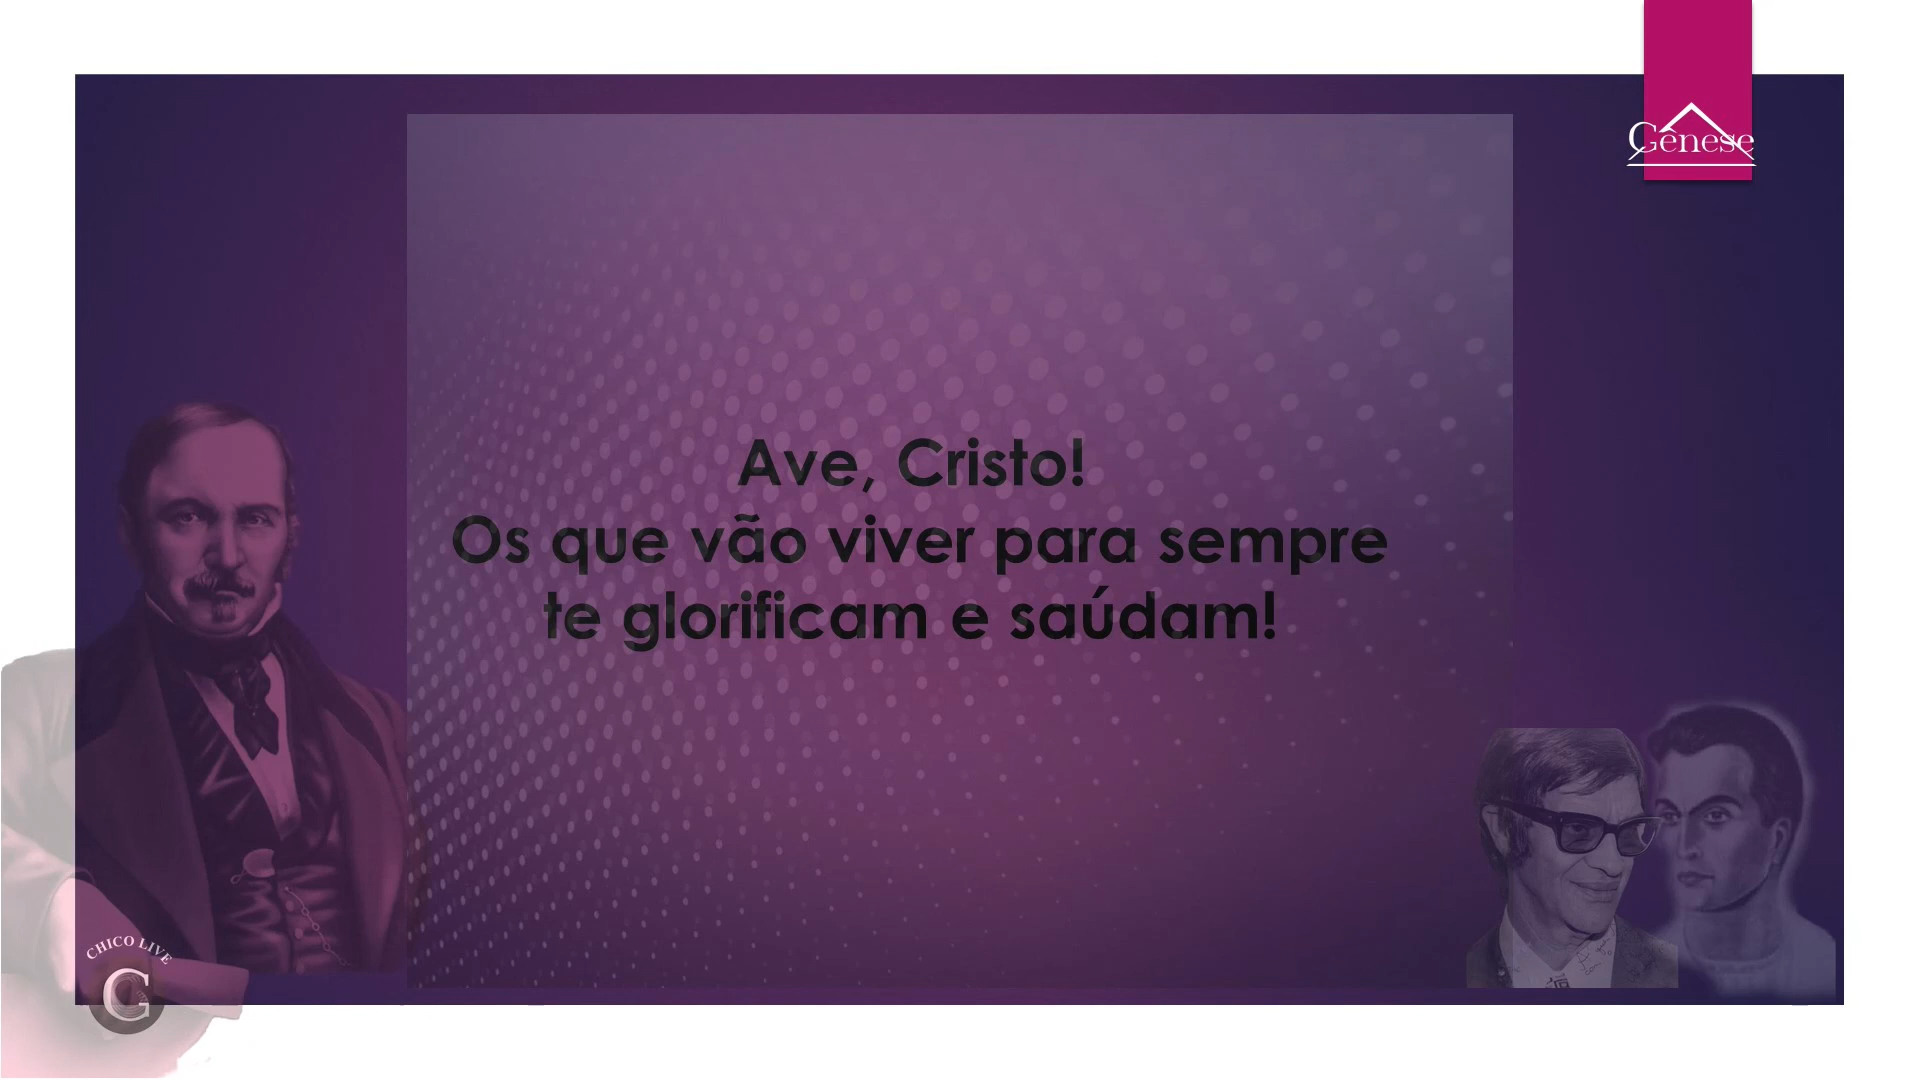 Gênese
Ave, Cristo!
Os que vão viver para sempre
te glorificam e saúdam!
CHICO LIVE
G